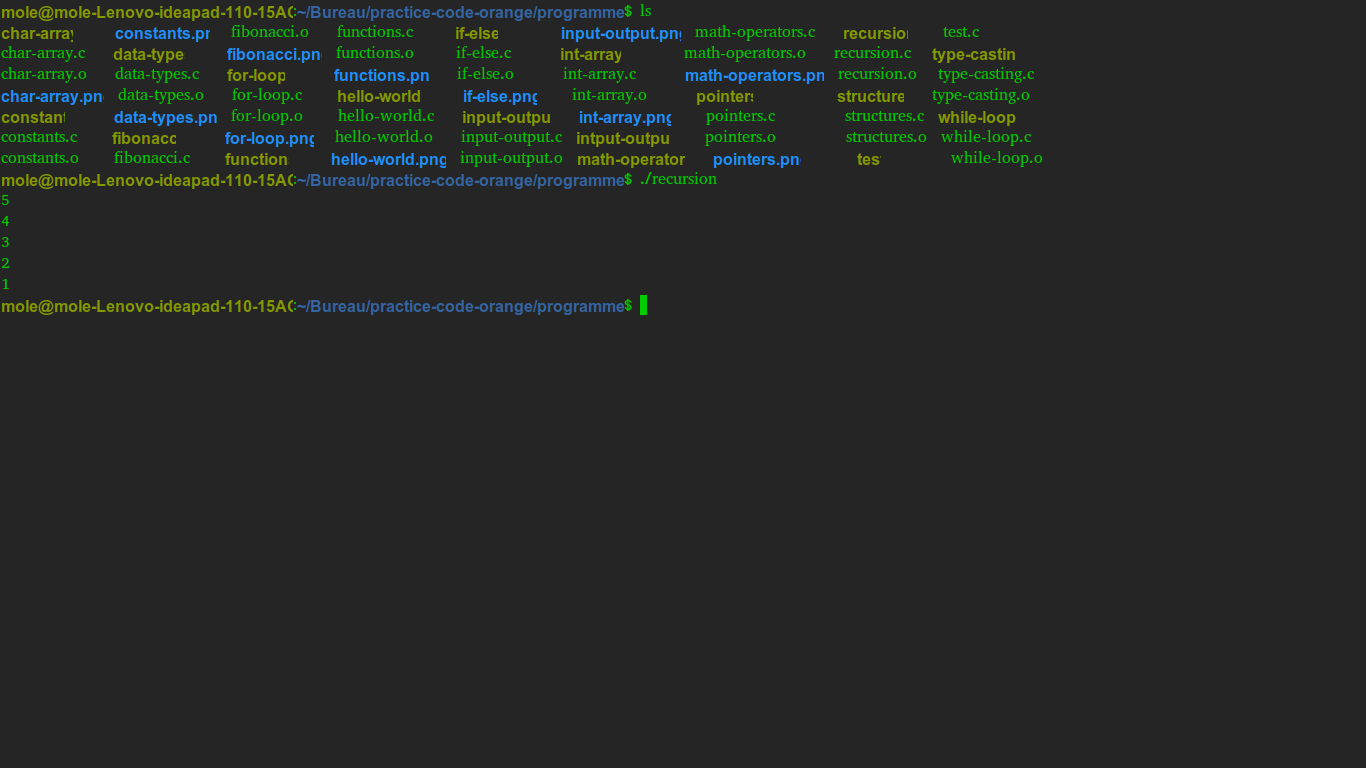 mole@mole-Lenovo-ideapad-110-15AC:~/Bureau/practice-code-orange/programme$ ls
char-array constants.pn fibonacci.o functions.c if-else input-output.png math-operators.c recursion test.c
char-array.c data-type fibonacci.png functions.o if-else.c int-array math-operators.o recursion.c type-castin
char-array.o data-types.c for-loop functions.pn if-else.o int-array.c math-operators.pn recursion.o type-casting.c
char-array.pn data-types.o for-loop.c hello-world if-else.png int-array.o pointers structure type-casting.o
constant data-types.pn for-loop.o hello-world.c input-outpu int-array.png pointers.c structures.c while-loop
constants.c fibonacc for-loop.png hello-world.o input-output.c intput-outpu pointers.o structures.o while-loop.c
constants.o fibonacci.c function hello-world.png input-output.o math-operator pointers.pn tes while-loop.o
mole@mole-Lenovo-ideapad-110-15AC:~/Bureau/practice-code-orange/programme$ ./recursion
5
4
3
2
1
mole@mole-Lenovo-ideapad-110-15AC:~/Bureau/practice-code-orange/programme$